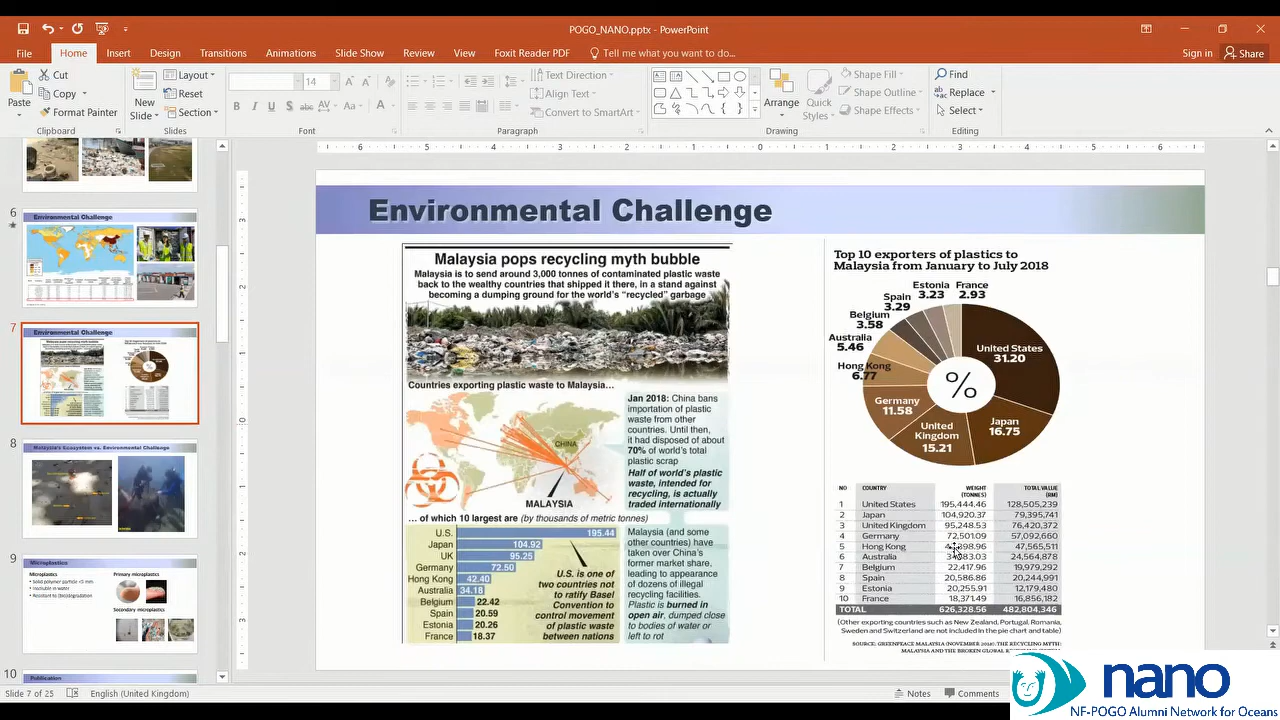 POGO_NANO.pptx - PowerPoint
File Home Insert Design Transitions Animations Slide Show Review View Foxit Reader PDF Tell me what you want to do... Sign in Share
Paste
Cut
Copy
Format Painter
Clipboard
New Slide
Layout
Reset
Section
Slides
14
Font
Text Direction
Align Text
Convert to SmartArt
Paragraph
Arrange
Quick Styles
Shape Fill
Shape Outline
Shape Effects
Drawing
Find
Replace
Select
Editing
6
Environmental Challenge
7
Environmental Challenge
8
Malaysia's Ecosystem vs. Environmental Challenge
9
Microplastics
Microplastics
Primary microplastics
Secondary microplastics
10
Publication
Environmental Challenge
Malaysia pops recycling myth bubble
Malaysia is to send around 3,000 tonnes of contaminated plastic waste
back to the wealthy countries that shipped it there, in a stand against
becoming a dumping ground for the world's "recycled" garbage
Countries exporting plastic waste to Malaysia...
CHINA
MALAYSIA
Jan 2018: China bans
importation of plastic
waste from other
countries. Until then,
it had disposed of about
70% of world's total
plastic scrap
Half of world's plastic
waste, intended for
recycling, is actually
traded internationally
... of which 10 largest are (by thousands of metric tonnes)
U.S. 195.44
Japan 104.92
UK 95.25
Germany 72.50
Hong Kong 42.40
Australia 34.18
Belgium 22.42
Spain 20.59
Estonia 20.26
France 18.37
U.S. is one of
two countries not
to ratify Basel
Convention to
control movement
of plastic waste
between nations
Malaysia (and some
other countries) have
taken over China's
former market share,
leading to appearance
of dozens of illegal
recycling facilities.
Plastic is burned in
open air, dumped close
to bodies of water or
left to rot
Top 10 exporters of plastics to
Malaysia from January to July 2018
Estonia 3.23
France 2.93
Spain 3.29
Belgium 3.58
Australia 5.46
Hong Kong 6.77
Germany 11.58
United Kingdom 15.21
Japan 16.75
United States 31.20
%
NO COUNTRY WEIGHT (TONNES) TOTAL VALUE (RM)
1 United States 195,444.46 128,505,239
2 Japan 104,920.37 79,395,741
3 United Kingdom 95,248.53 76,420,372
4 Germany 72,501.09 57,092,660
5 Hong Kong 47,565,511
6 Australia 24,564,878
7 Belgium 22,417.96 19,979,292
8 Spain 20,586.86 20,244,991
9 Estonia 20,255.91 12,179,480
10 France 18,371.49 16,856,182
TOTAL 626,328.56 482,804,346
(Other exporting countries such as New Zealand, Portugal, Romania,
Sweden and Switzerland are not included in the pie chart and table)
SOURCE: GREENPEACE MALAYSIA (NOVEMBER 2018). THE RECYCLING MYTH:
MALAYSIA AND THE BROKEN GLOBAL
Slide 7 of 25 English (United Kingdom) Notes Comments
nano
NF-POGO Alumni Network for Oceans